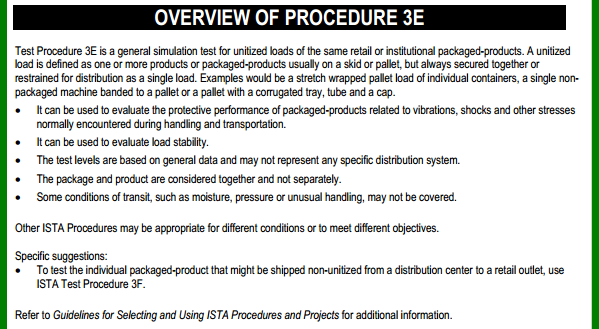 OVERVIEW OF PROCEDURE 3E
Test Procedure 3E is a general simulation test for unitized loads of the same retail or institutional packaged-products. A unitized
load is defined as one or more products or packaged-products usually on a skid or pallet, but always secured together or
restrained for distribution as a single load. Examples would be a stretch wrapped pallet load of individual containers, a single non-
packaged machine banded to a pallet or a pallet with a corrugated tray, tube and a cap.
• It can be used to evaluate the protective performance of packaged-products related to vibrations, shocks and other stresses
normally encountered during handling and transportation.
• It can be used to evaluate load stability.
• The test levels are based on general data and may not represent any specific distribution system.
• The package and product are considered together and not separately.
• Some conditions of transit, such as moisture, pressure or unusual handling, may not be covered.
Other ISTA Procedures may be appropriate for different conditions or to meet different objectives.
Specific suggestions:
• To test the individual packaged-product that might be shipped non-unitized from a distribution center to a retail outlet, use
ISTA Test Procedure 3F.
Refer to Guidelines for Selecting and Using ISTA Procedures and Projects for additional information.